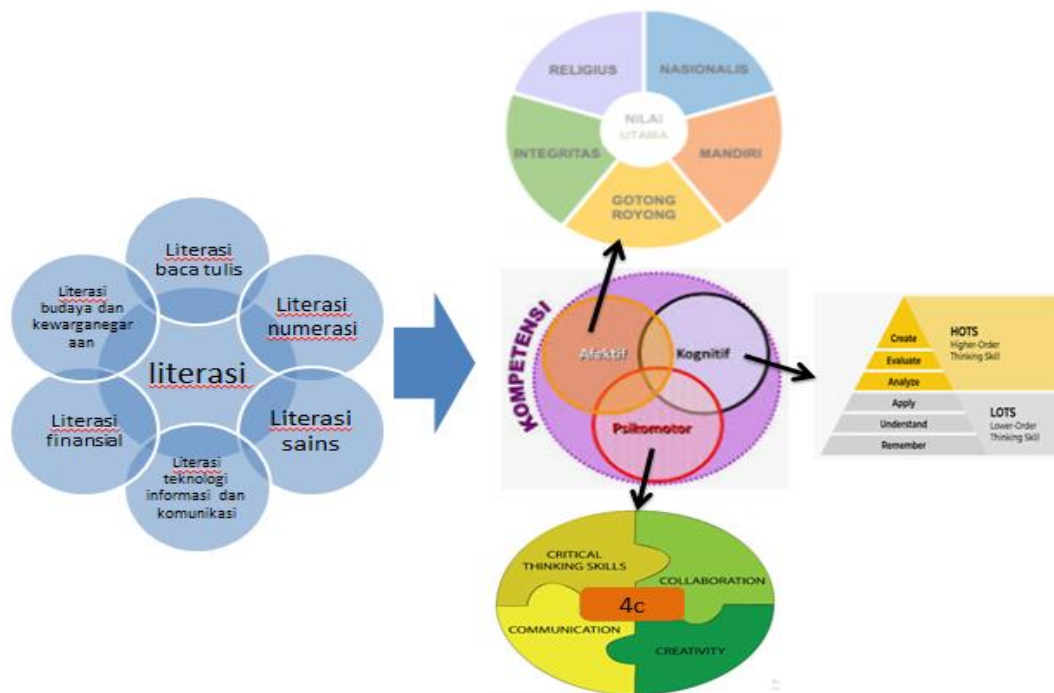 Literasi
baca tulis
Literasi
numerasi
Literasi
sains
Literasi
teknologi
informasi dan
komunikasi
Literasi
finansial
Literasi
budaya dan
kewarganegar
aan
literasi
RELIGIUS
NASIONALIS
MANDIRI
GOTONG
ROYONG
INTEGRITAS
NILAI
UTAMA
KOMPETENSI
Afektif
Kognitif
Psikomotor
Create
Evaluate
Analyze
Apply
Understand
Remember
HOTS
Higher-Order
Thinking Skill
LOTS
Lower-Order
Thinking Skill
CRITICAL
THINKING SKILLS
COLLABORATION
4c
COMMUNICATION
CREATIVITY